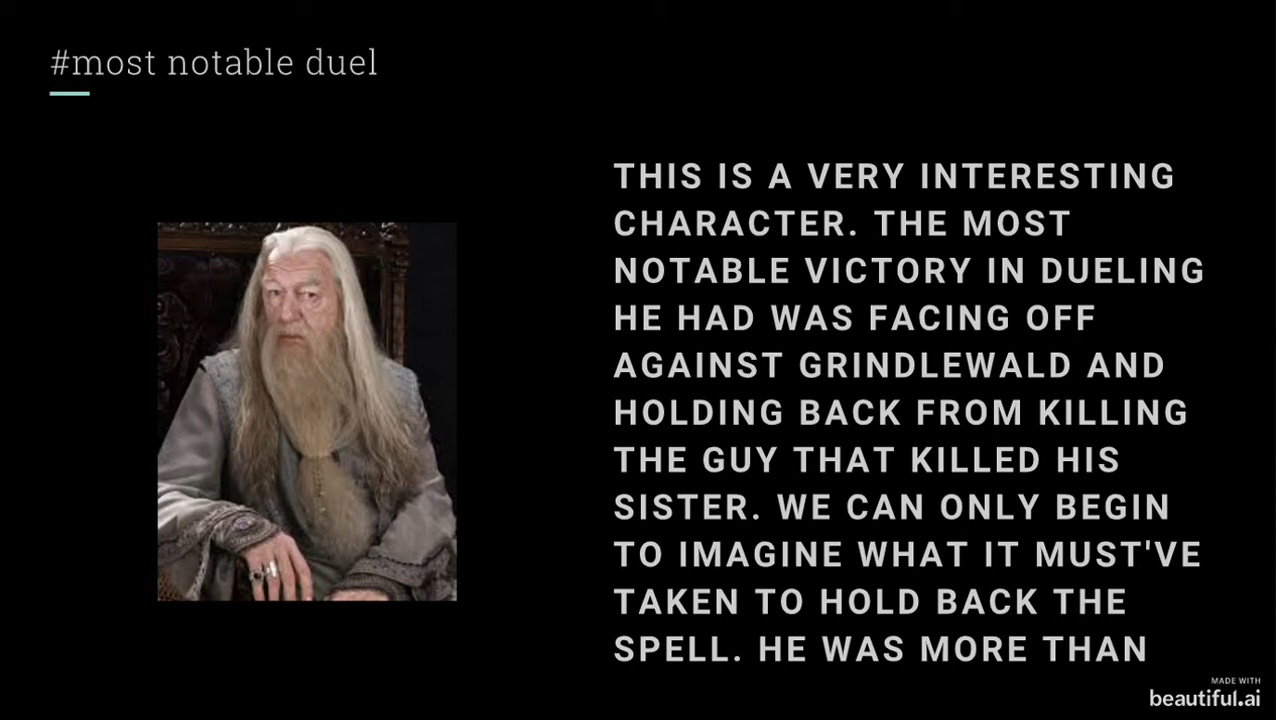 #most notable duel
THIS IS A VERY INTERESTING
CHARACTER. THE MOST
NOTABLE VICTORY IN DUELING
HE HAD WAS FACING OFF
AGAINST GRINDLEWALD AND
HOLDING BACK FROM KILLING
THE GUY THAT KILLED HIS
SISTER. WE CAN ONLY BEGIN
TO IMAGINE WHAT IT MUST'VE
TAKEN TO HOLD BACK THE
SPELL. HE WAS MORE THAN
MADE WITH
beautiful.ai